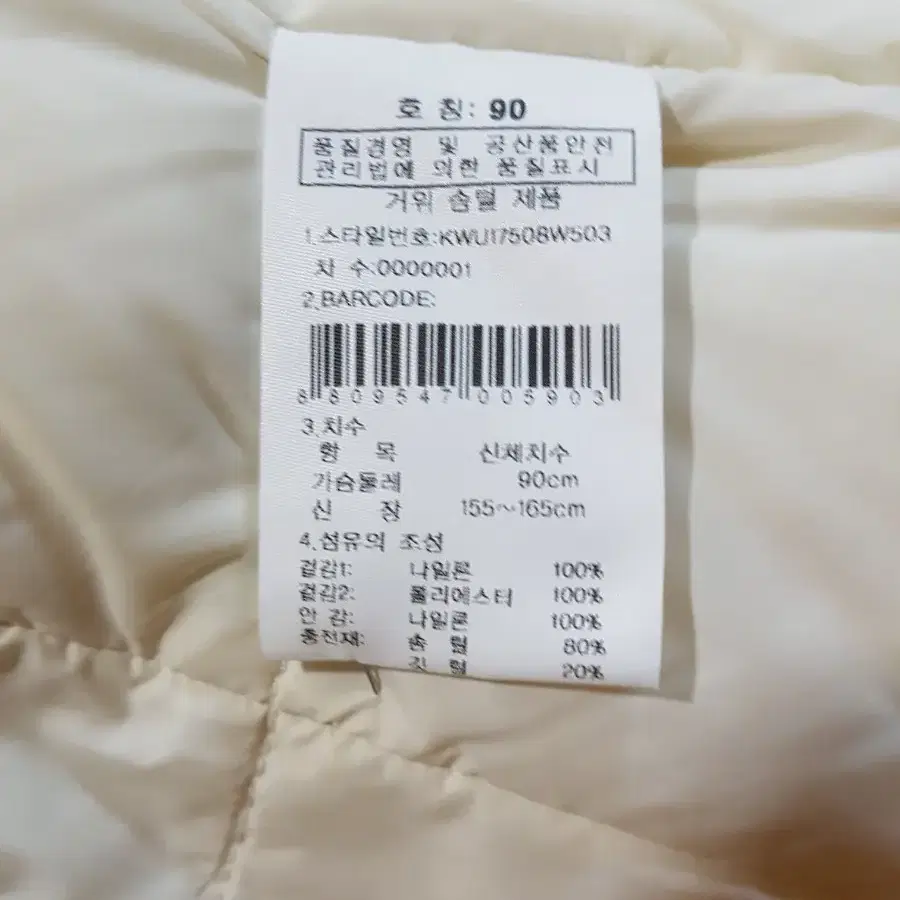 호 칭: 90
품질경영 및 공산품안전
관리법에 의한 품질표시
거위 솜털 제품
1.스타일번호:KWU17508W503
차 수:0000001
2.BARCODE:
8 809547 005903
3.치수
항 목 신체치수
가슴둘레 90cm
신 장 155~165cm
4.섬유의 조성
겉감1: 나일론 100%
겉감2: 폴리에스터 100%
안 감: 나일론 100%
충전재: 솜 털 80%
깃 털 20%